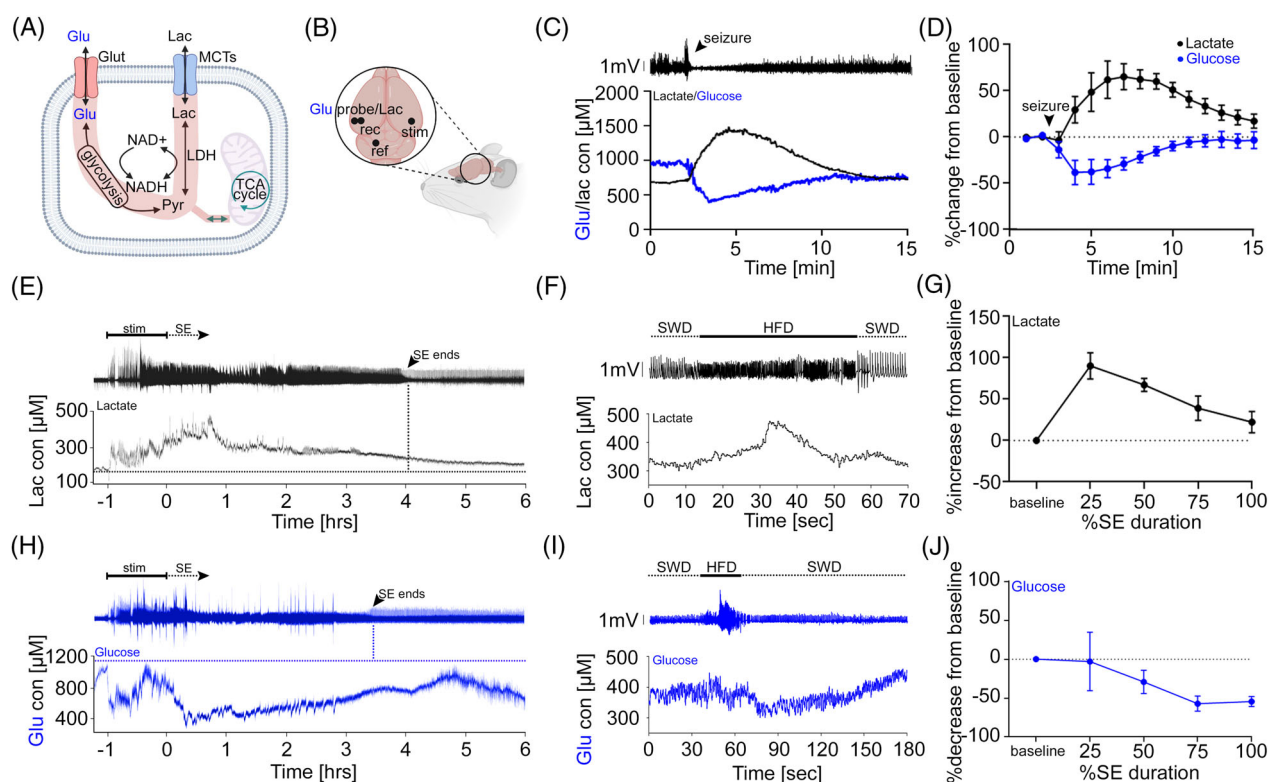 (A)
Glu
Lac
Glut
MCTs
Glu
Lac
NAD+
LDH
NADH
glycolysis
Pyr
TCA
cycle
(B)
Glu probe/Lac
rec
stim
ref
(C)
seizure
1mV
2000
Lactate/Glucose
1500
1000
500
0
Glu/lac con [µM]
0 5 10 15
Time [min]
(D)
100
Lactate
Glucose
50
seizure
0
-50
-100
%change from baseline
0 5 10 15
Time [min]
(E)
stim SE
SE ends
500
Lactate
300
100
Lac con [µM]
-1 0 1 2 3 4 5 6
Time [hrs]
(F)
SWD HFD SWD
1mV
500
Lactate
400
300
Lac con [µM]
0 10 20 30 40 50 60 70
Time [sec]
(G)
150
Lactate
100
50
0
-50
%increase from baseline
baseline 25 50 75 100
%SE duration
(H)
stim SE
SE ends
1200
Glucose
800
400
Glu con [µM]
-1 0 1 2 3 4 5 6
Time [hrs]
(I)
SWD HFD SWD
1mV
500
Glucose
400
300
Glu con [µM]
0 30 60 90 120 150 180
Time [sec]
(J)
100
Glucose
50
0
-50
-100
%decrease from baseline
baseline 25 50 75 100
%SE duration